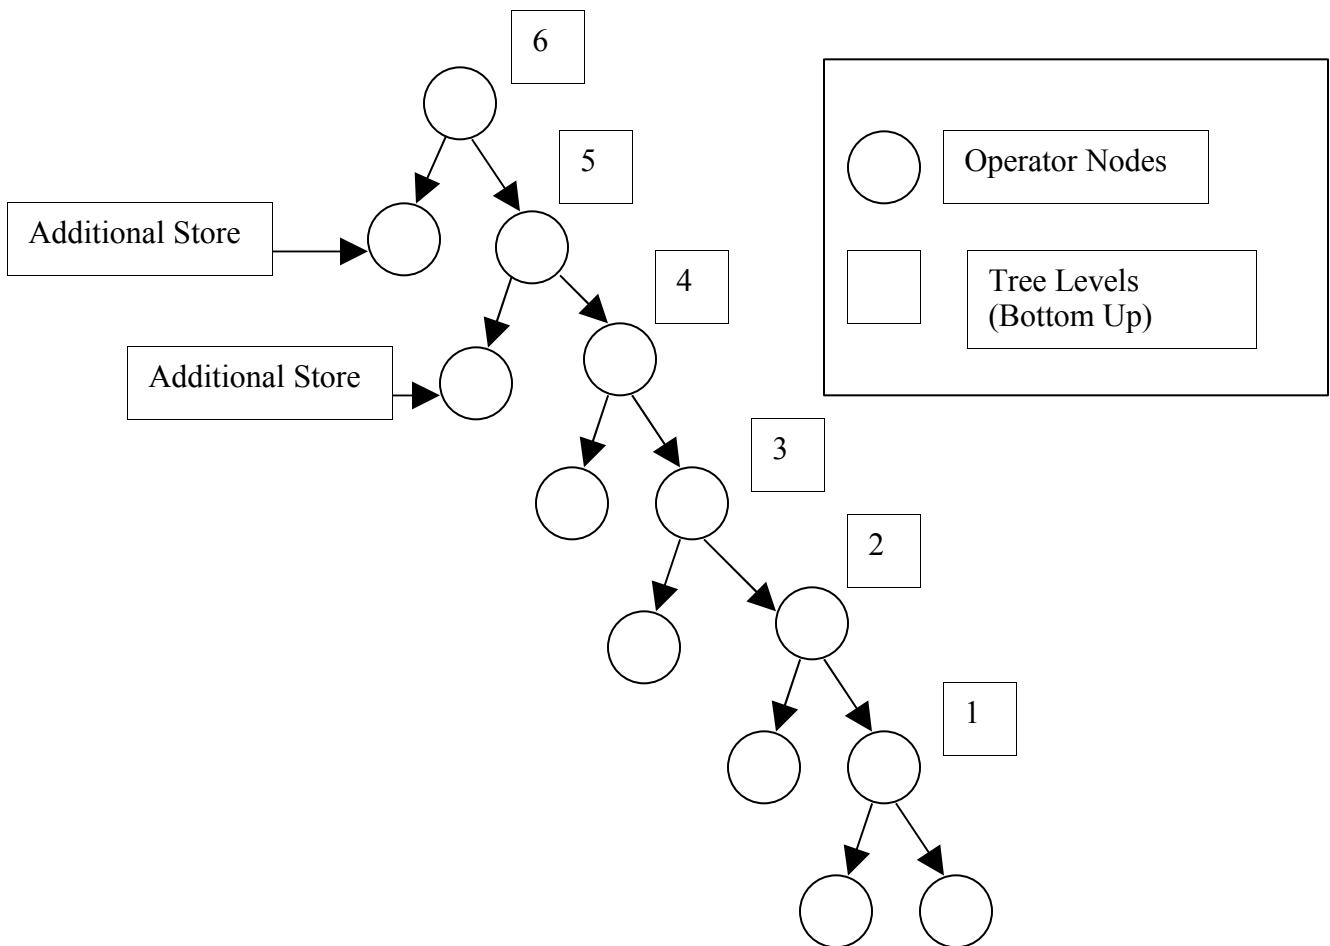 6
5
Operator Nodes
Additional Store
4
Tree Levels
(Bottom Up)
Additional Store
3
2
1